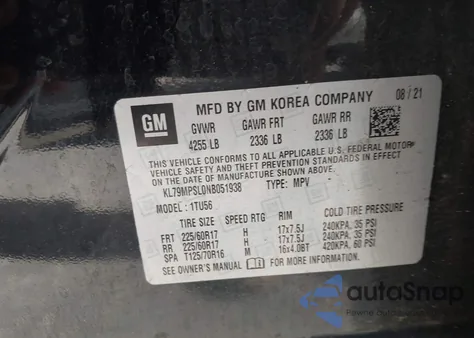 GM
MFD BY GM KOREA COMPANY 08/21
GVWR GAWR FRT GAWR RR
4255 LB 2336 LB 2336 LB
THIS VEHICLE CONFORMS TO ALL APPLICABLE U.S. FEDERAL MOTOR
VEHICLE SAFETY AND THEFT PREVENTION STANDARDS IN EFFECT ON
THE DATE OF MANUFACTURE SHOWN ABOVE.
KL79MPSL0NB051938 TYPE: MPV
MODEL: 1TU56
TIRE SIZE SPEED RTG RIM COLD TIRE PRESSURE
FRT 225/60R17 H 17x7.5J 240KPA, 35 PSI
RR 225/60R17 H 17x7.5J 240KPA, 35 PSI
SPA T125/70R16 M 16x4.0BT 420KPA, 60 PSI
SEE OWNER'S MANUAL FOR MORE INFORMATION.
autoSnap